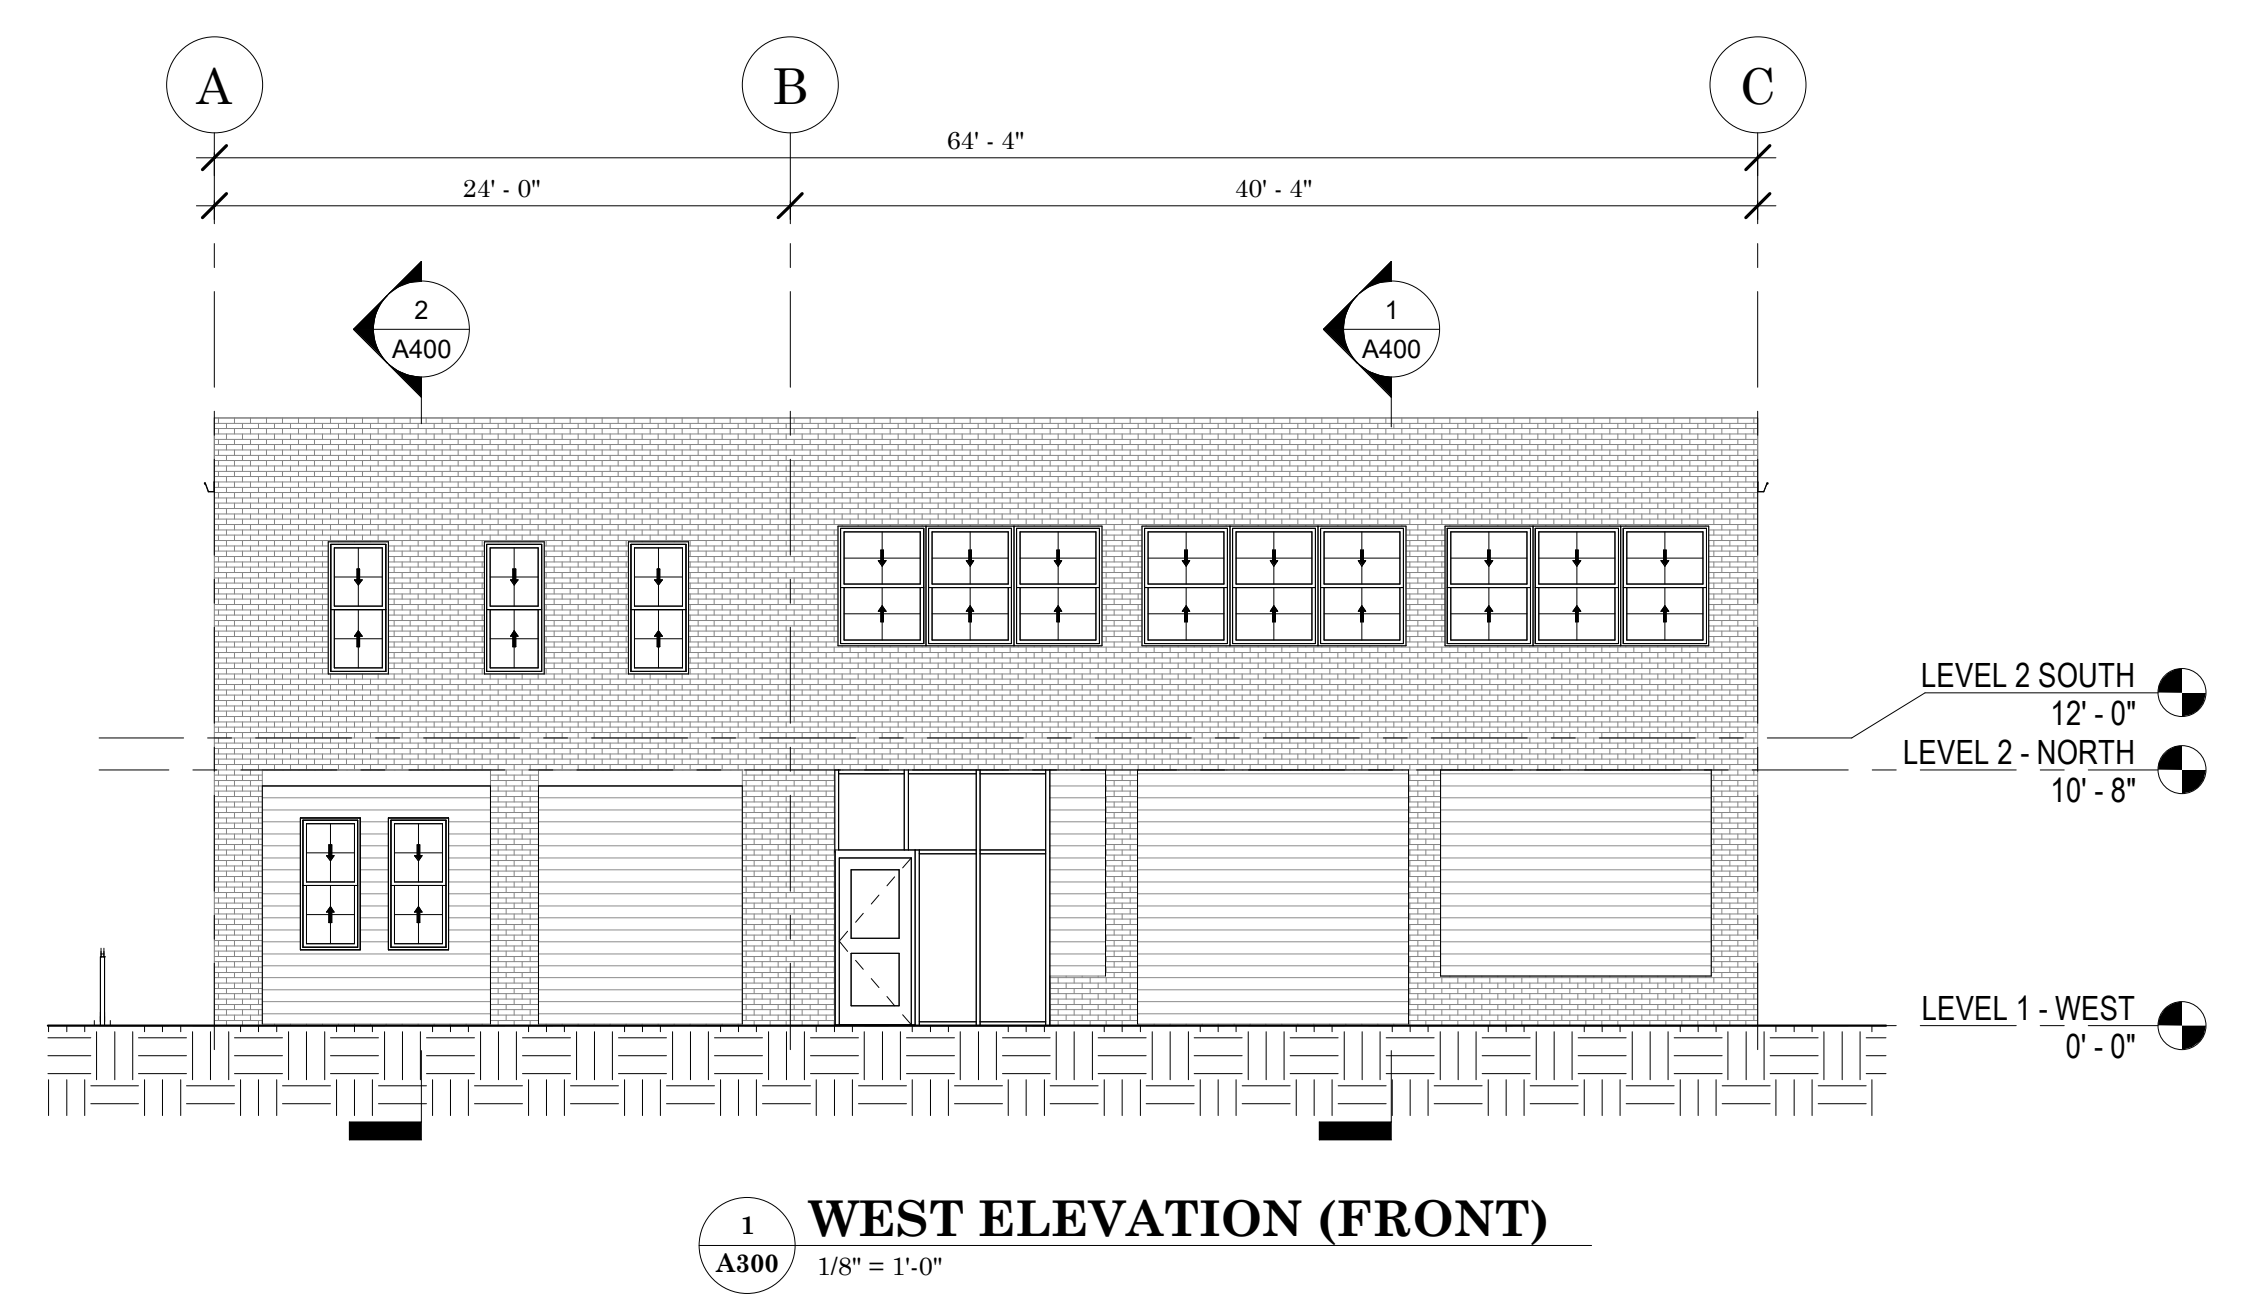 A
B
C
64' - 4"
24' - 0"
40' - 4"
2
A400
1
A400
LEVEL 2 SOUTH
12' - 0"
LEVEL 2 - NORTH
10' - 8"
LEVEL 1 - WEST
0' - 0"
1
A300
WEST ELEVATION (FRONT)
1/8" = 1'-0"